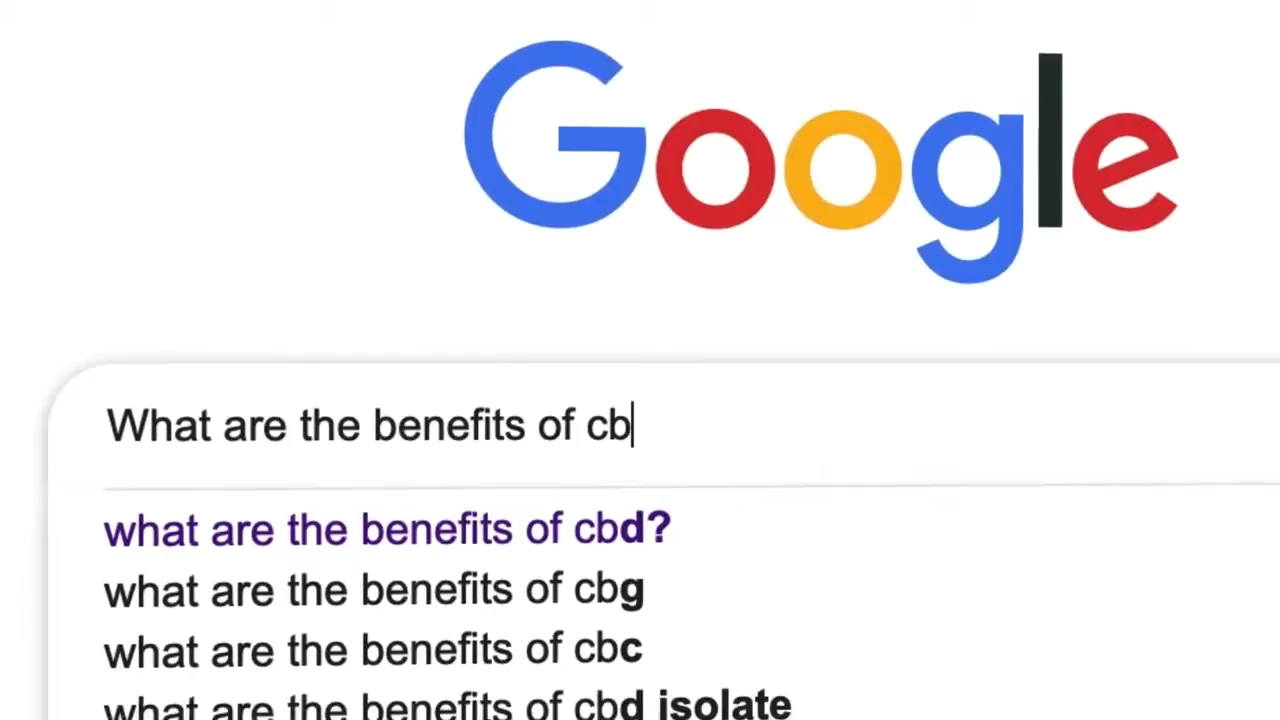 Google
What are the benefits of cb
what are the benefits of cbd?
what are the benefits of cbg
what are the benefits of cbc
what are the benefits of cbd isolate